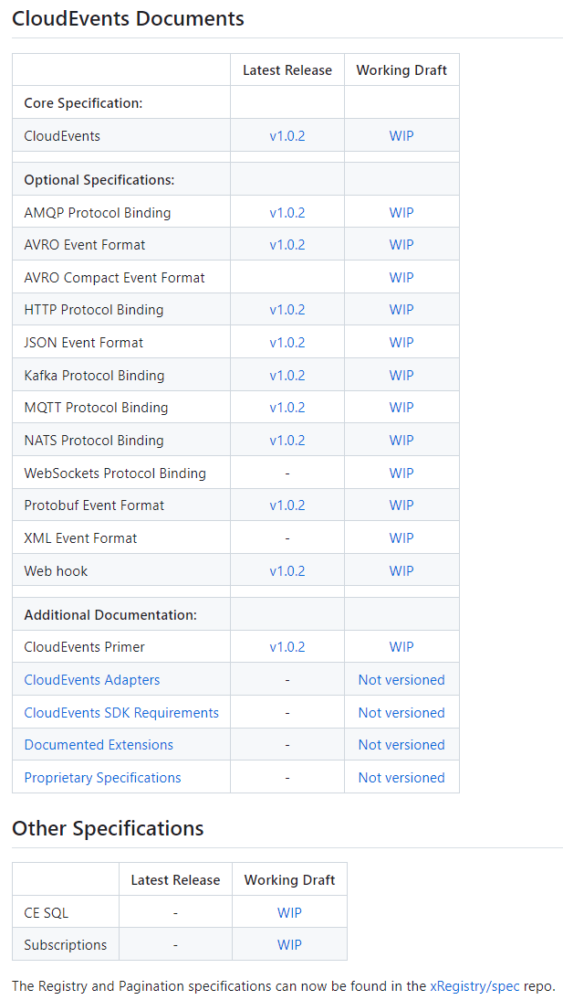 CloudEvents Documents
Latest Release Working Draft
Core Specification:
CloudEvents v1.0.2 WIP
Optional Specifications:
AMQP Protocol Binding v1.0.2 WIP
AVRO Event Format v1.0.2 WIP
AVRO Compact Event Format WIP
HTTP Protocol Binding v1.0.2 WIP
JSON Event Format v1.0.2 WIP
Kafka Protocol Binding v1.0.2 WIP
MQTT Protocol Binding v1.0.2 WIP
NATS Protocol Binding v1.0.2 WIP
WebSockets Protocol Binding - WIP
Protobuf Event Format v1.0.2 WIP
XML Event Format - WIP
Web hook v1.0.2 WIP
Additional Documentation:
CloudEvents Primer v1.0.2 WIP
CloudEvents Adapters - Not versioned
CloudEvents SDK Requirements - Not versioned
Documented Extensions - Not versioned
Proprietary Specifications - Not versioned
Other Specifications
Latest Release Working Draft
CE SQL - WIP
Subscriptions - WIP
The Registry and Pagination specifications can now be found in the xRegistry/spec repo.